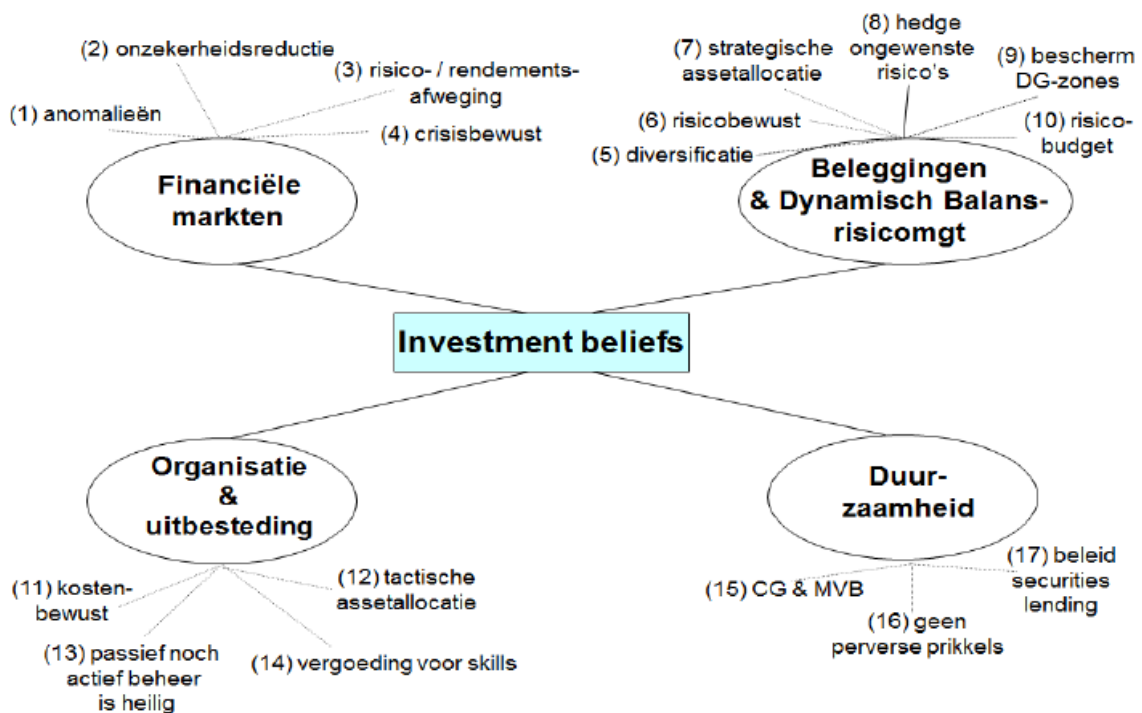 (2) onzekerheidsreductie
(3) risico- / rendements-
afweging
(1) anomalieën
(4) crisisbewust
Financiële
markten
(8) hedge
ongewenste
risico's
(7) strategische
assetallocatie
(9) bescherm
DG-zones
(6) risicobewust
(10) risico-
budget
(5) diversificatie
Beleggingen
& Dynamisch Balans-
risicomgt
Investment beliefs
Organisatie
&
uitbesteding
(11) kosten-
bewust
(12) tactische
assetallocatie
(13) passief noch
actief beheer
is heilig
(14) vergoeding voor skills
Duur-
zaamheid
(15) CG & MVB
(17) beleid
securities
lending
(16) geen
perverse prikkels